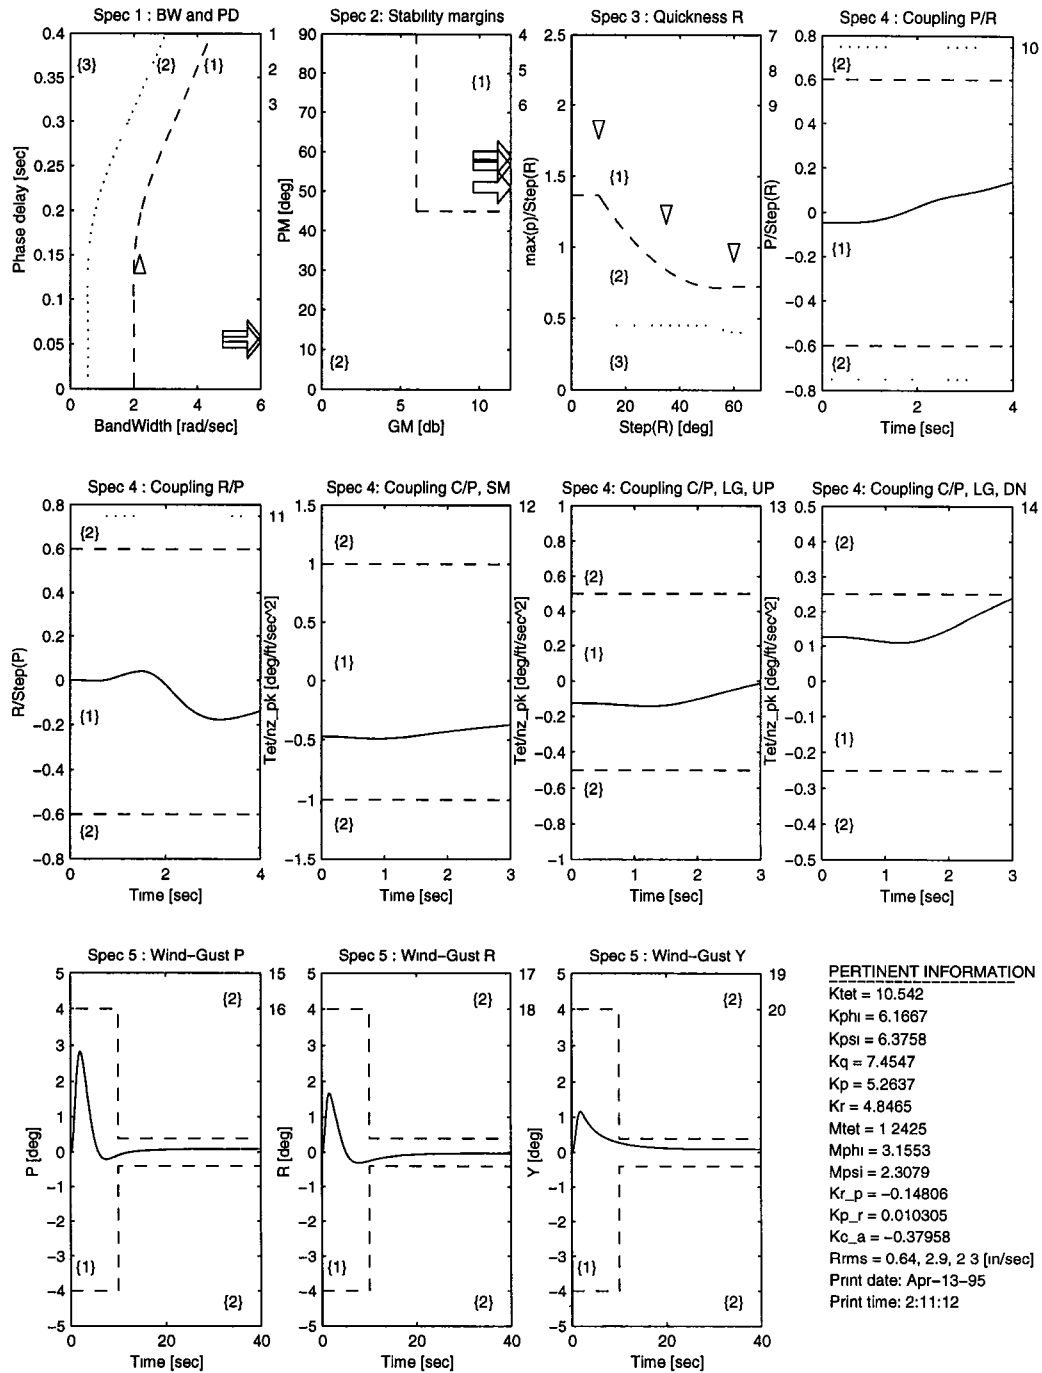 Spec 1 : BW and PD
Phase delay [sec]
0.4
0.35
0.3
0.25
0.2
0.15
0.1
0.05
0
{3}
{2}
{1}
0 2 4 6
BandWidth [rad/sec]
1
2
3
Spec 2: Stability margins
PM [deg]
90
80
70
60
50
40
30
20
10
0
{1}
{2}
0 5 10
GM [db]
4
5
6
Spec 3 : Quickness R
max(p)/Step(R)
2.5
2
1.5
1
0.5
0
{1}
{2}
{3}
20 40 60
Step(R) [deg]
7
8
9
Spec 4 : Coupling P/R
P/Step(R)
0.8
0.6
0.4
0.2
0
−0.2
−0.4
−0.6
−0.8
{2}
{1}
{2}
0 2 4
Time [sec]
10
Spec 4 : Coupling R/P
R/Step(P)
0.8
0.6
0.4
0.2
0
−0.2
−0.4
−0.6
−0.8
{2}
{1}
{2}
0 2 4
Time [sec]
11
Spec 4: Coupling C/P, SM
Tet/nz_pk [deg/ft/sec^2]
1.5
1
0.5
0
−0.5
−1
−1.5
{2}
{1}
{2}
0 1 2 3
Time [sec]
12
Spec 4: Coupling C/P, LG, UP
Tet/nz_pk [deg/ft/sec^2]
1
0.8
0.6
0.4
0.2
0
−0.2
−0.4
−0.6
−0.8
−1
{2}
{1}
{2}
0 1 2 3
Time [sec]
13
Spec 4: Coupling C/P, LG, DN
Tet/nz_pk [deg/ft/sec^2]
0.5
0 4
0.3
0.2
0.1
0
−0.1
−0.2
−0.3
−0.4
−0.5
{2}
{1}
{2}
0 1 2 3
Time [sec]
14
Spec 5 : Wind−Gust P
P [deg]
5
4
3
2
1
0
−1
−2
−3
−4
−5
{2}
{1}
{2}
0 20 40
Time [sec]
15
16
Spec 5 : Wind−Gust R
R [deg]
5
4
3
2
1
0
−1
−2
−3
−4
−5
{2}
{1}
{2}
0 20 40
Time [sec]
17
18
Spec 5 : Wind−Gust Y
Y [deg]
5
4
3
2
1
0
−1
−2
−3
−4
−5
{2}
{1}
{2}
0 20 40
Time [sec]
19
20
PERTINENT INFORMATION
Ktet = 10.542
Kphi = 6.1667
Kpsi = 6.3758
Kq = 7.4547
Kp = 5.2637
Kr = 4.8465
Mtet = 1 2425
Mphi = 3.1553
Mpsi = 2.3079
Kr_p = −0.14806
Kp_r = 0.010305
Kc_a = −0.37958
Rrms = 0.64, 2.9, 2 3 [in/sec]
Print date: Apr−13−95
Print time: 2:11:12